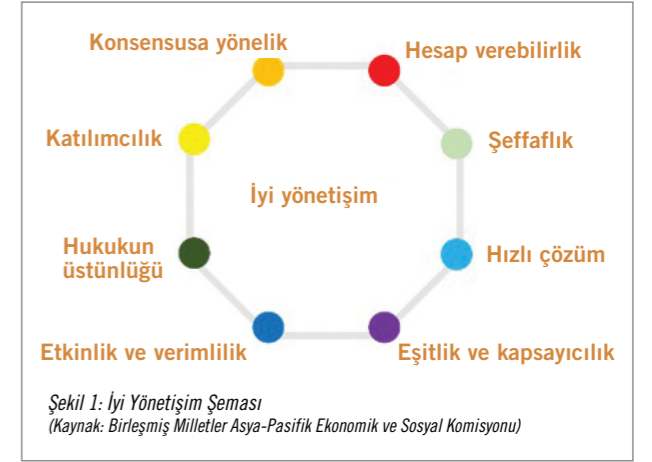 Konsensusa yönelik
Hesap verebilirlik
Katılımcılık
Şeffaflık
İyi yönetişim
Hukukun
üstünlüğü
Hızlı çözüm
Etkinlik ve verimlilik
Eşitlik ve kapsayıcılık
Şekil 1: İyi Yönetişim Şeması
(Kaynak: Birleşmiş Milletler Asya-Pasifik Ekonomik ve Sosyal Komisyonu)